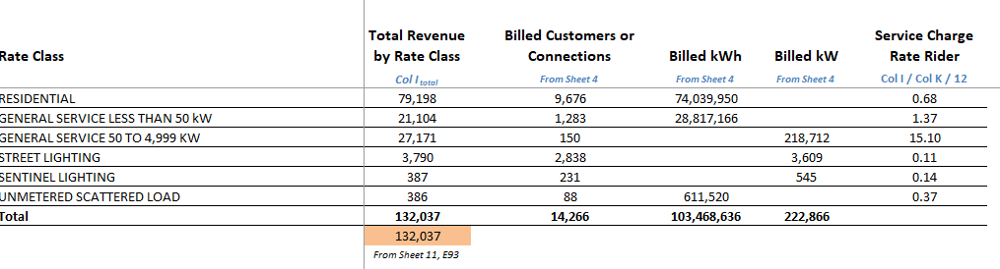 Total Revenue Billed Customers or Service Charge
Rate Class by Rate Class Connections Billed kWh Billed kW Rate Rider
Col I total From Sheet 4 From Sheet 4 From Sheet 4 Col I / Col K / 12
RESIDENTIAL 79,198 9,676 74,039,950 0.68
GENERAL SERVICE LESS THAN 50 kW 21,104 1,283 28,817,166 1.37
GENERAL SERVICE 50 TO 4,999 KW 27,171 150 218,712 15.10
STREET LIGHTING 3,790 2,838 3,609 0.11
SENTINEL LIGHTING 387 231 545 0.14
UNMETERED SCATTERED LOAD 386 88 611,520 0.37
Total 132,037 14,266 103,468,636 222,866
132,037
From Sheet 11, E93